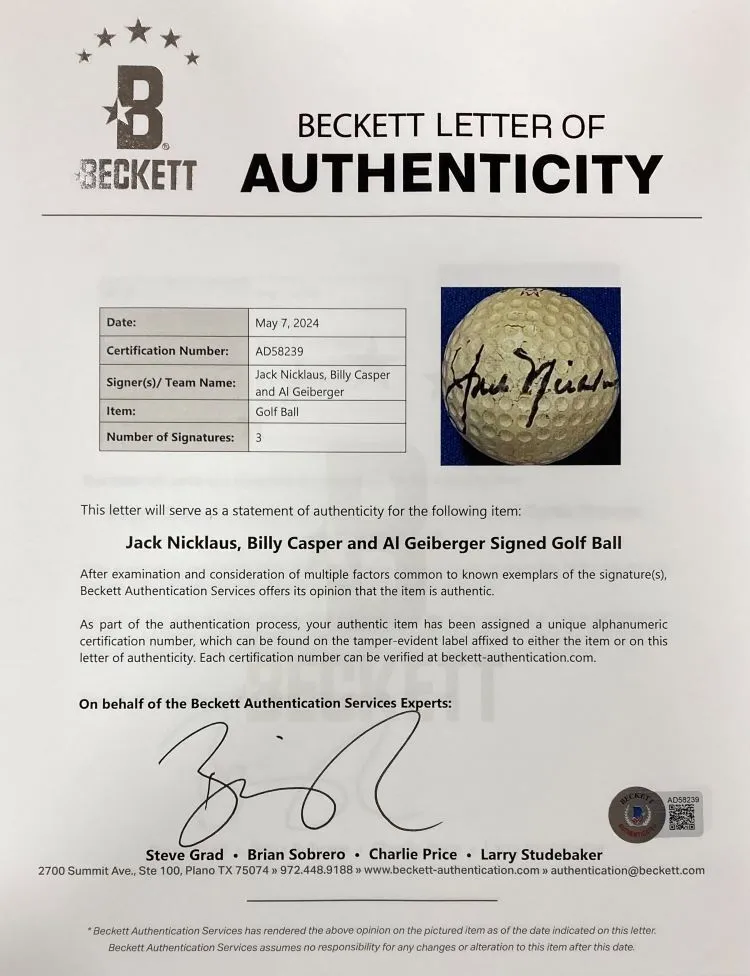 B
BECKETT
BECKETT LETTER OF
AUTHENTICITY
Date: May 7, 2024
Certification Number: AD58239
Signer(s)/ Team Name: Jack Nicklaus, Billy Casper
and Al Geiberger
Item: Golf Ball
Number of Signatures: 3
Jack Nicklaus
This letter will serve as a statement of authenticity for the following item:
Jack Nicklaus, Billy Casper and Al Geiberger Signed Golf Ball
After examination and consideration of multiple factors common to known exemplars of the signature(s),
Beckett Authentication Services offers its opinion that the item is authentic.
As part of the authentication process, your authentic item has been assigned a unique alphanumeric
certification number, which can be found on the tamper-evident label affixed to either the item or on this
letter of authenticity. Each certification number can be verified at beckett-authentication.com.
BECKETT
On behalf of the Beckett Authentication Services Experts:
BECKETT
B
AUTHENTICATION
AD58239
Steve Grad • Brian Sobrero • Charlie Price • Larry Studebaker
2700 Summit Ave., Ste 100, Plano TX 75074 » 972.448.9188 » www.beckett-authentication.com » authentication@beckett.com
* Beckett Authentication Services has rendered the above opinion on the pictured item as of the date indicated on this letter.
Beckett Authentication Services assumes no responsibility for any changes or alteration to this item after this date.